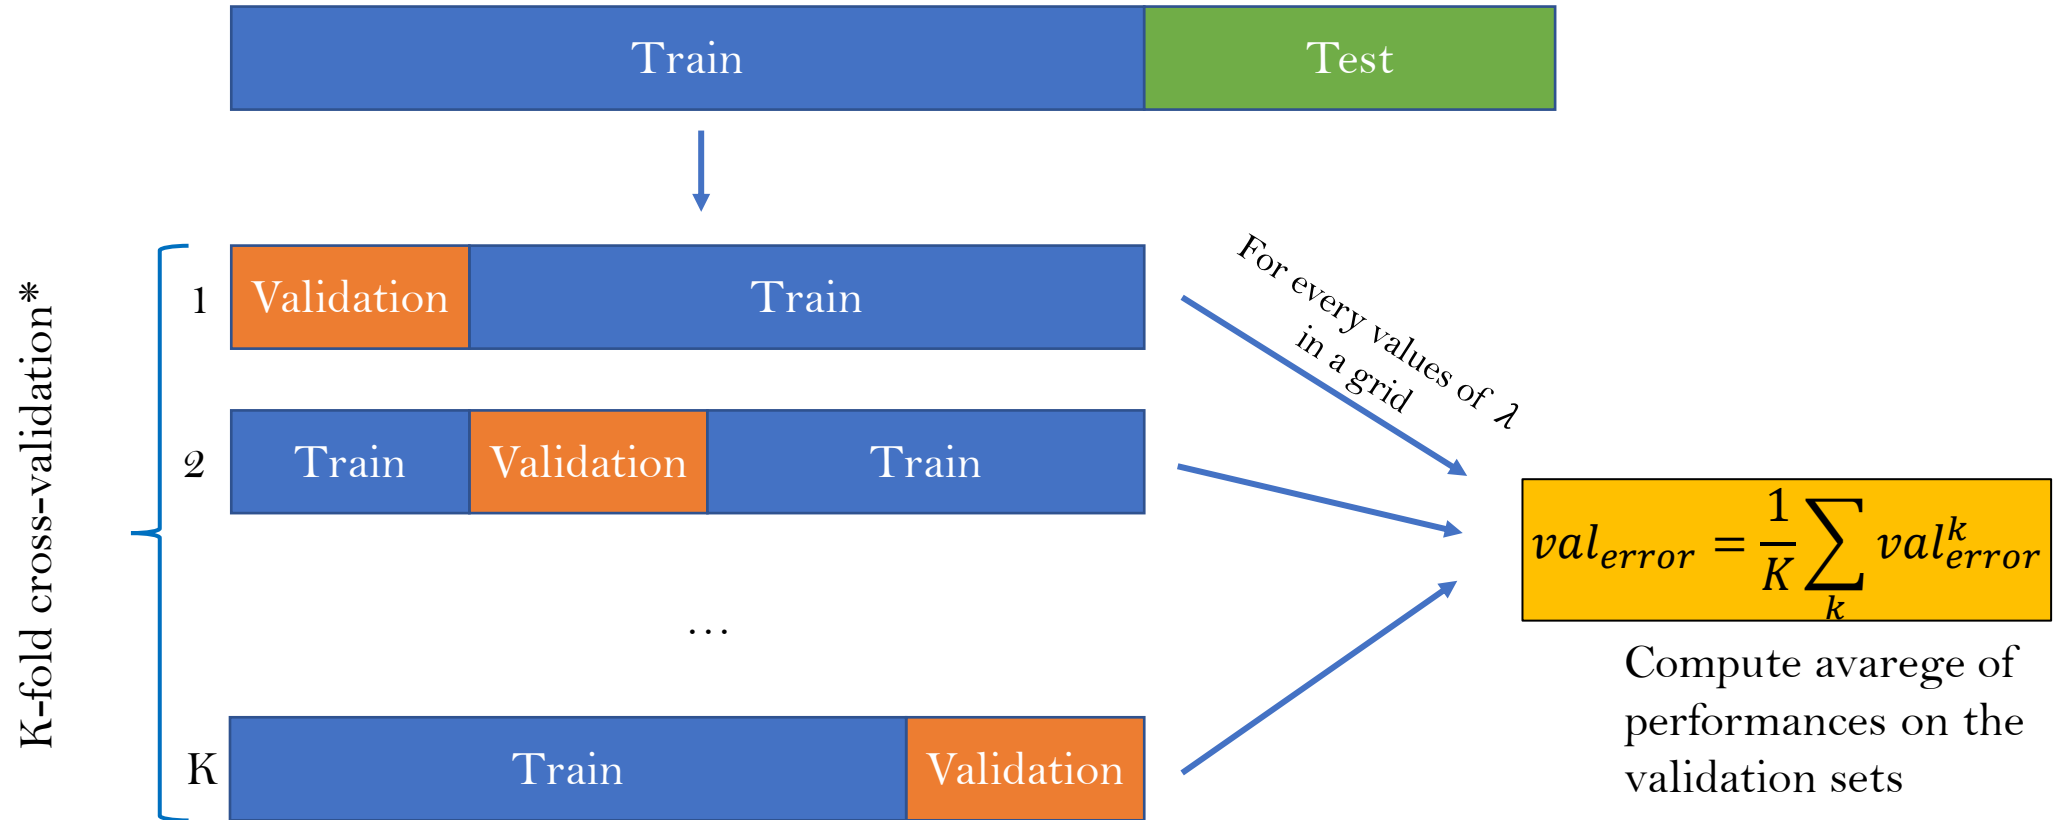 Train
Test
K-fold cross-validation*
1
Validation
Train
For every values of λ
in a grid
2
Train
Validation
Train
val_error = 1/K ∑_k val^k_error
...
Compute avarege of
performances on the
validation sets
K
Train
Validation